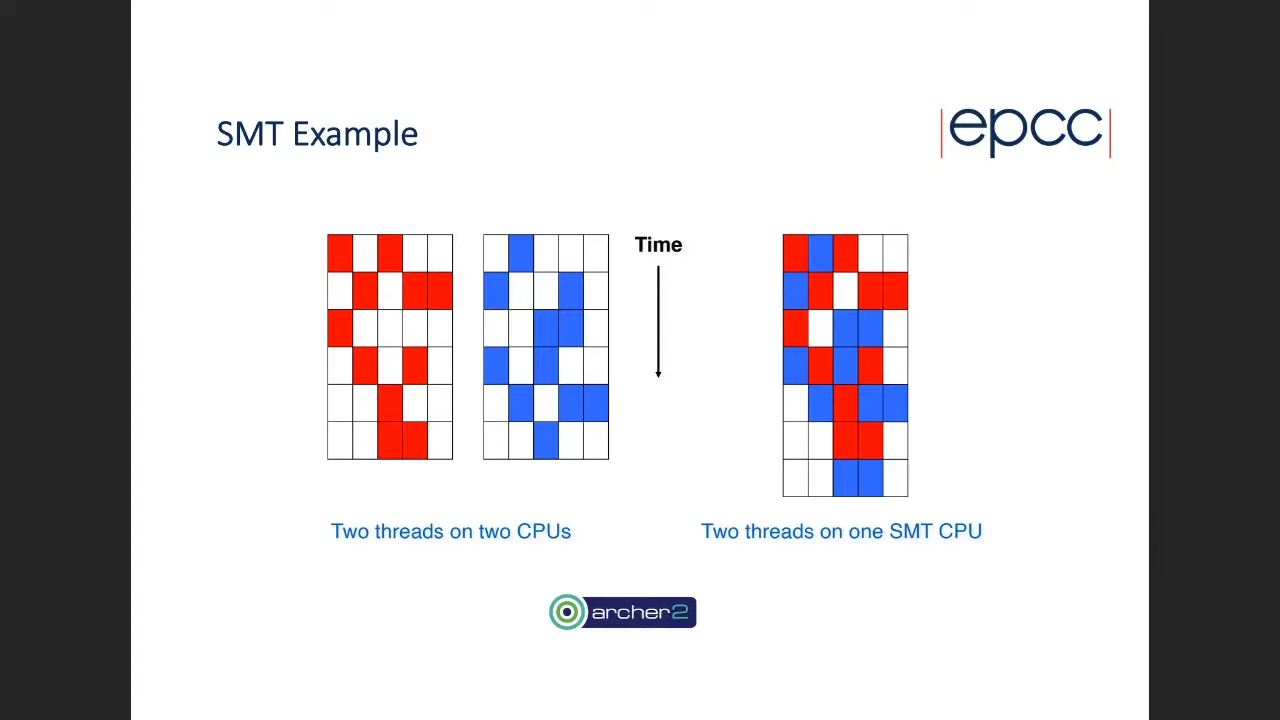 SMT Example
|epcc|
Time
Two threads on two CPUs
Two threads on one SMT CPU
archer2